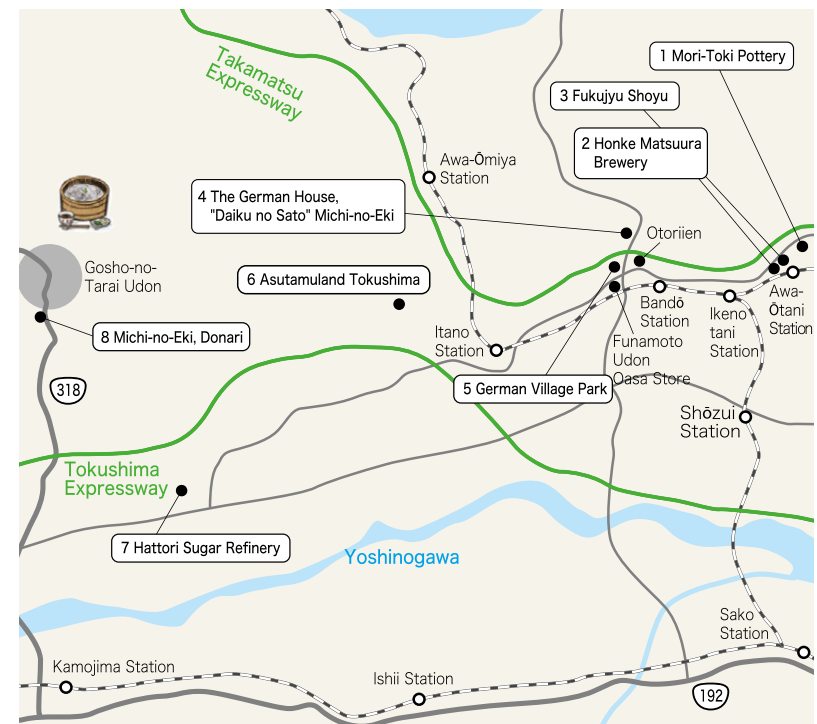 1 Mori-Toki Pottery
Takamatsu
Expressway
3 Fukujyu Shoyu
2 Honke Matsuura
Brewery
Awa-Ōmiya
Station
4 The German House,
"Daiku no Sato" Michi-no-Eki
Otoriien
Gosho-no-
Tarai Udon
6 Asutamuland Tokushima
Awa-
Ōtani
Station
Bandō
Station
Ikeno
tani
Station
8 Michi-no-Eki, Donari
Itano
Station
Funamoto
Udon
Oasa Store
5 German Village Park
318
Shōzui
Station
Tokushima
Expressway
7 Hattori Sugar Refinery
Yoshinogawa
Sako
Station
Kamojima Station
Ishii Station
192